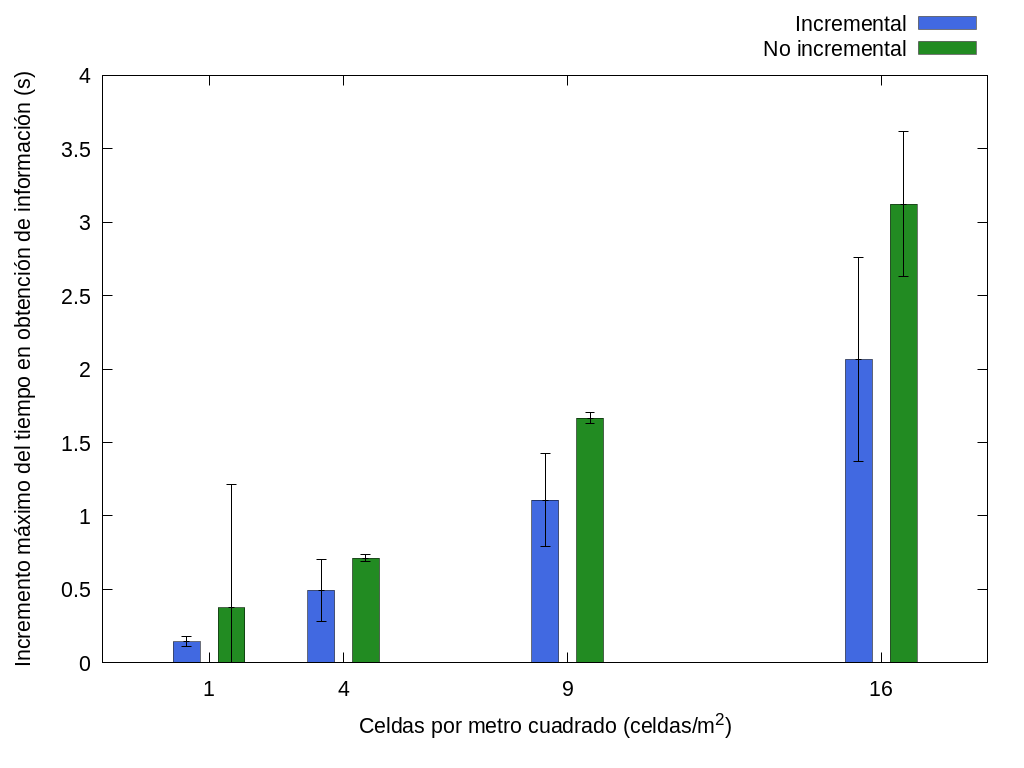 Incremental
No incremental
Incremento máximo del tiempo en obtención de información (s)
4
3.5
3
2.5
2
1.5
1
0.5
0
1 4 9 16
Celdas por metro cuadrado (celdas/m²)